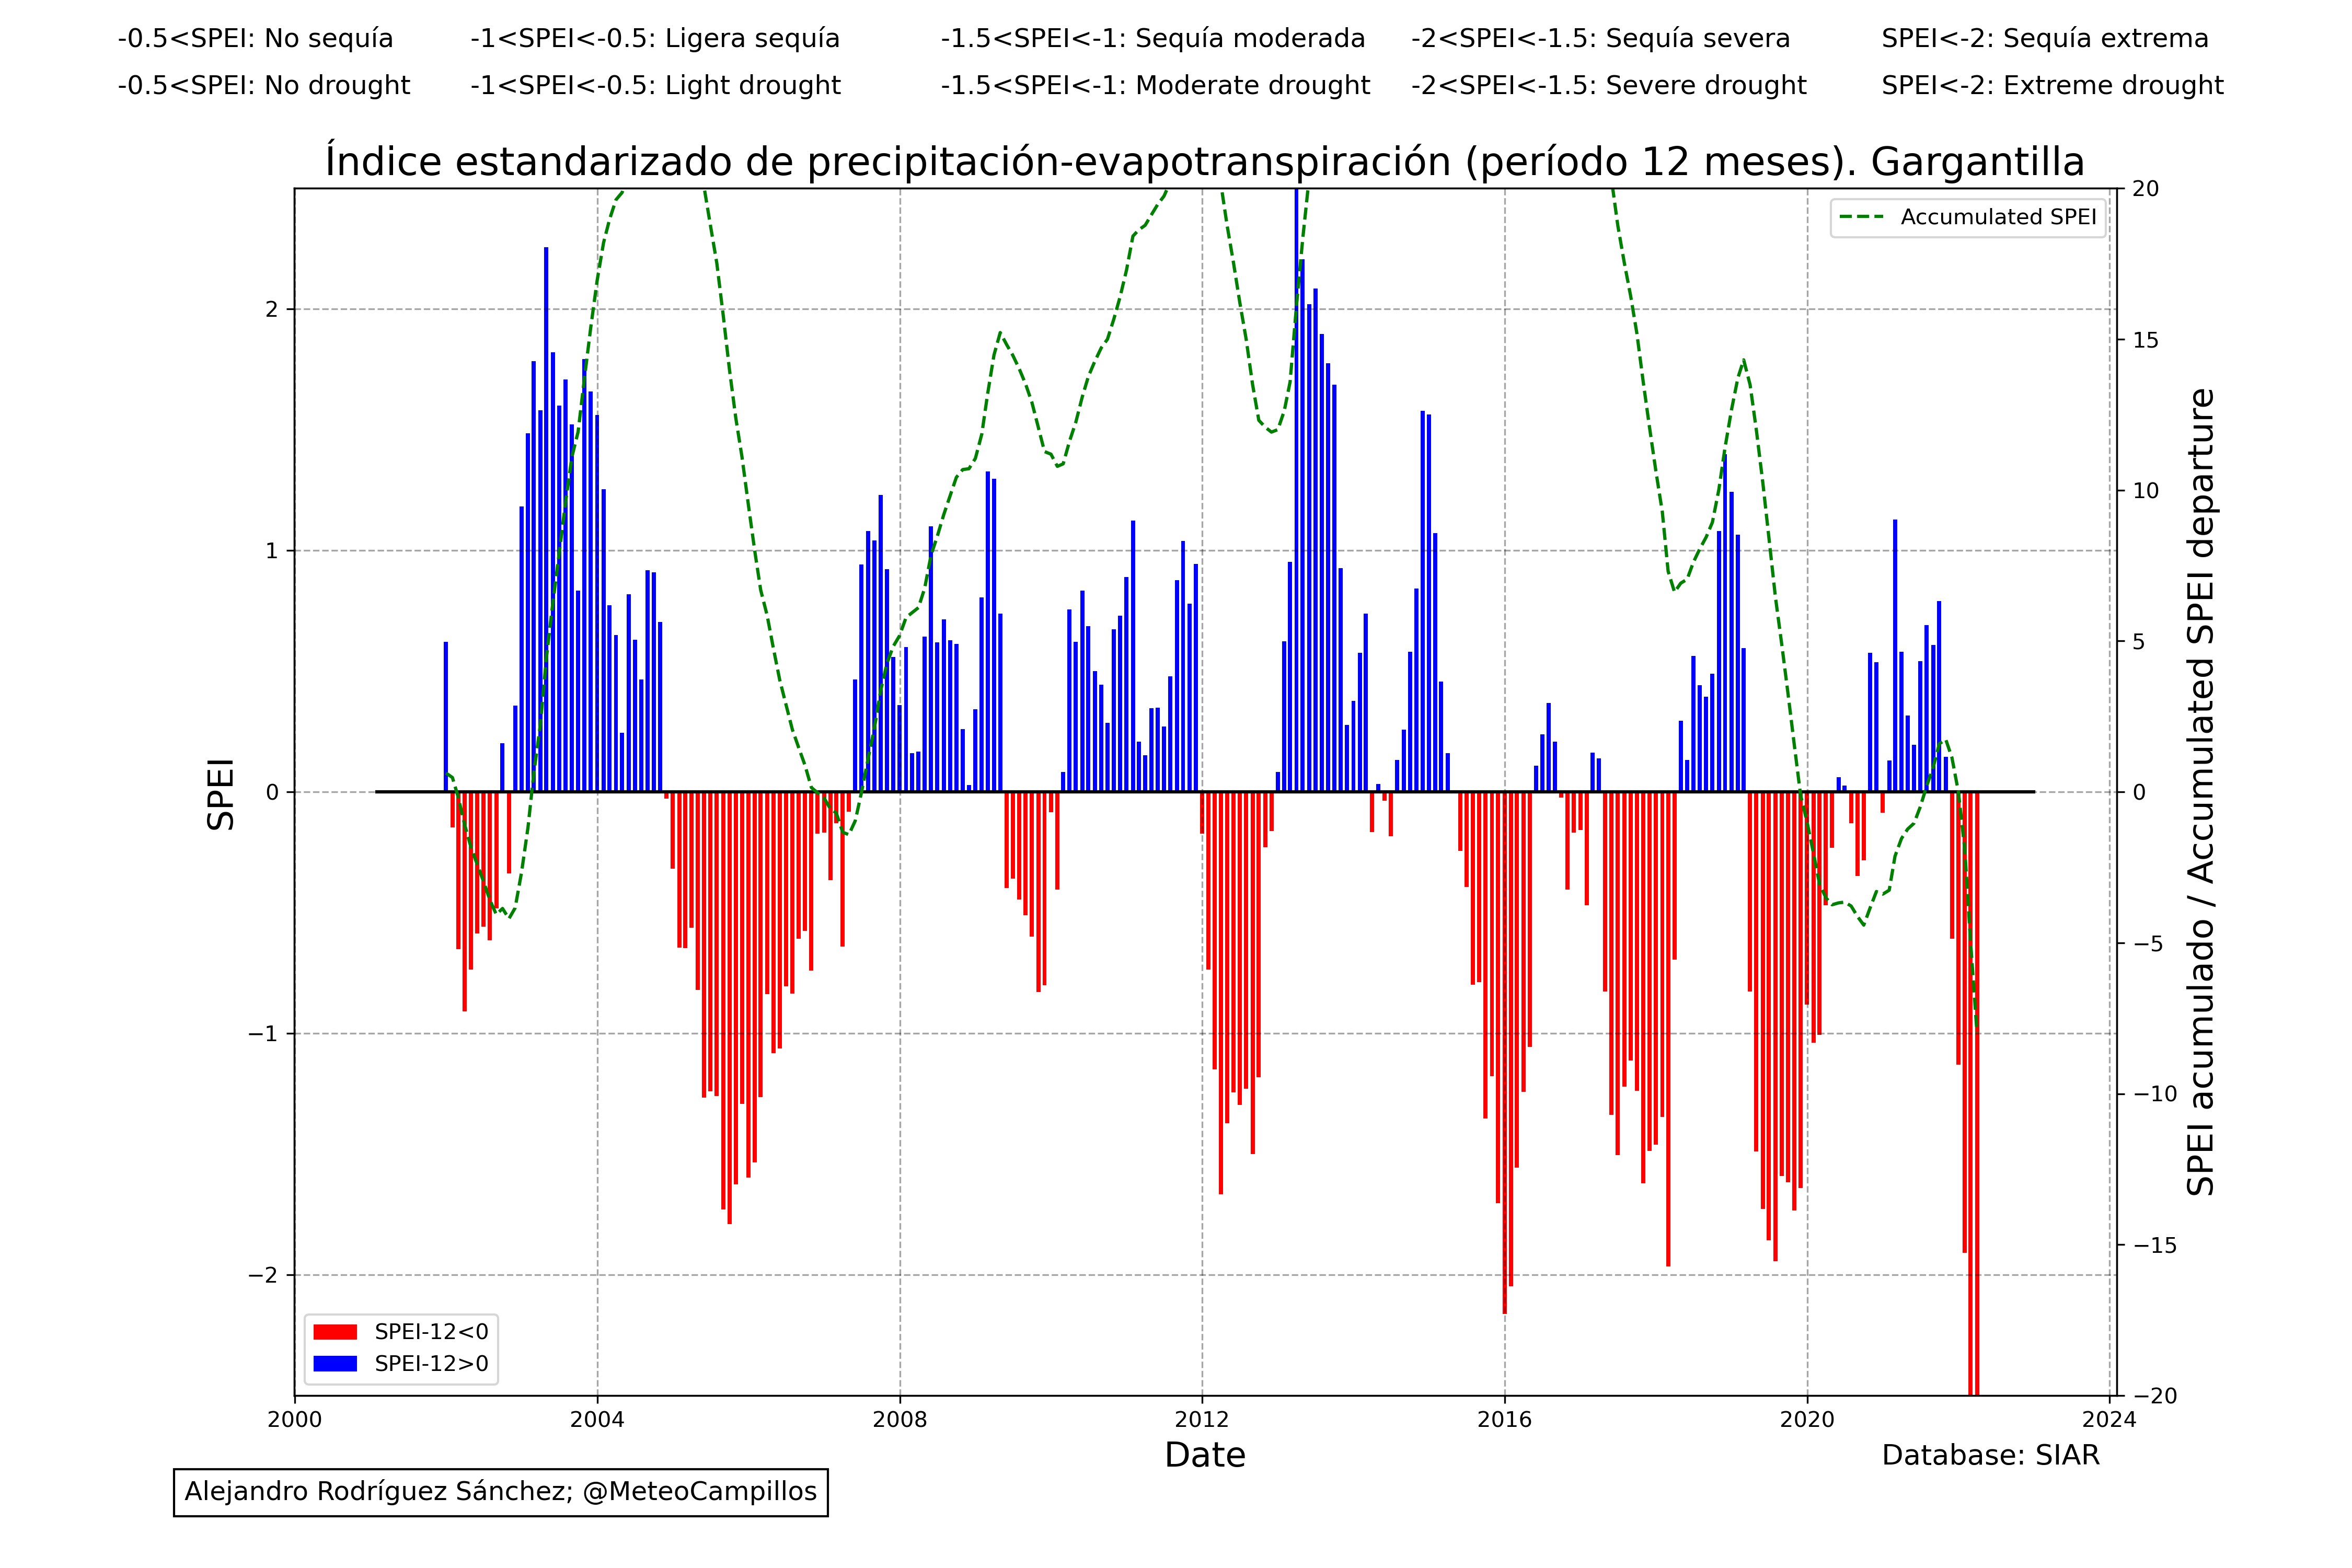 -0.5<SPEI: No sequía -1<SPEI<-0.5: Ligera sequía -1.5<SPEI<-1: Sequía moderada -2<SPEI<-1.5: Sequía severa SPEI<-2: Sequía extrema
-0.5<SPEI: No drought -1<SPEI<-0.5: Light drought -1.5<SPEI<-1: Moderate drought -2<SPEI<-1.5: Severe drought SPEI<-2: Extreme drought
Índice estandarizado de precipitación-evapotranspiración (período 12 meses). Gargantilla
Accumulated SPEI
SPEI
2
1
0
−1
−2
20
15
10
5
0
−5
−10
−15
−20
SPEI acumulado / Accumulated SPEI departure
SPEI-12<0
SPEI-12>0
2000 2004 2008 2012 2016 2020 2024
Date
Database: SIAR
Alejandro Rodríguez Sánchez; @MeteoCampillos